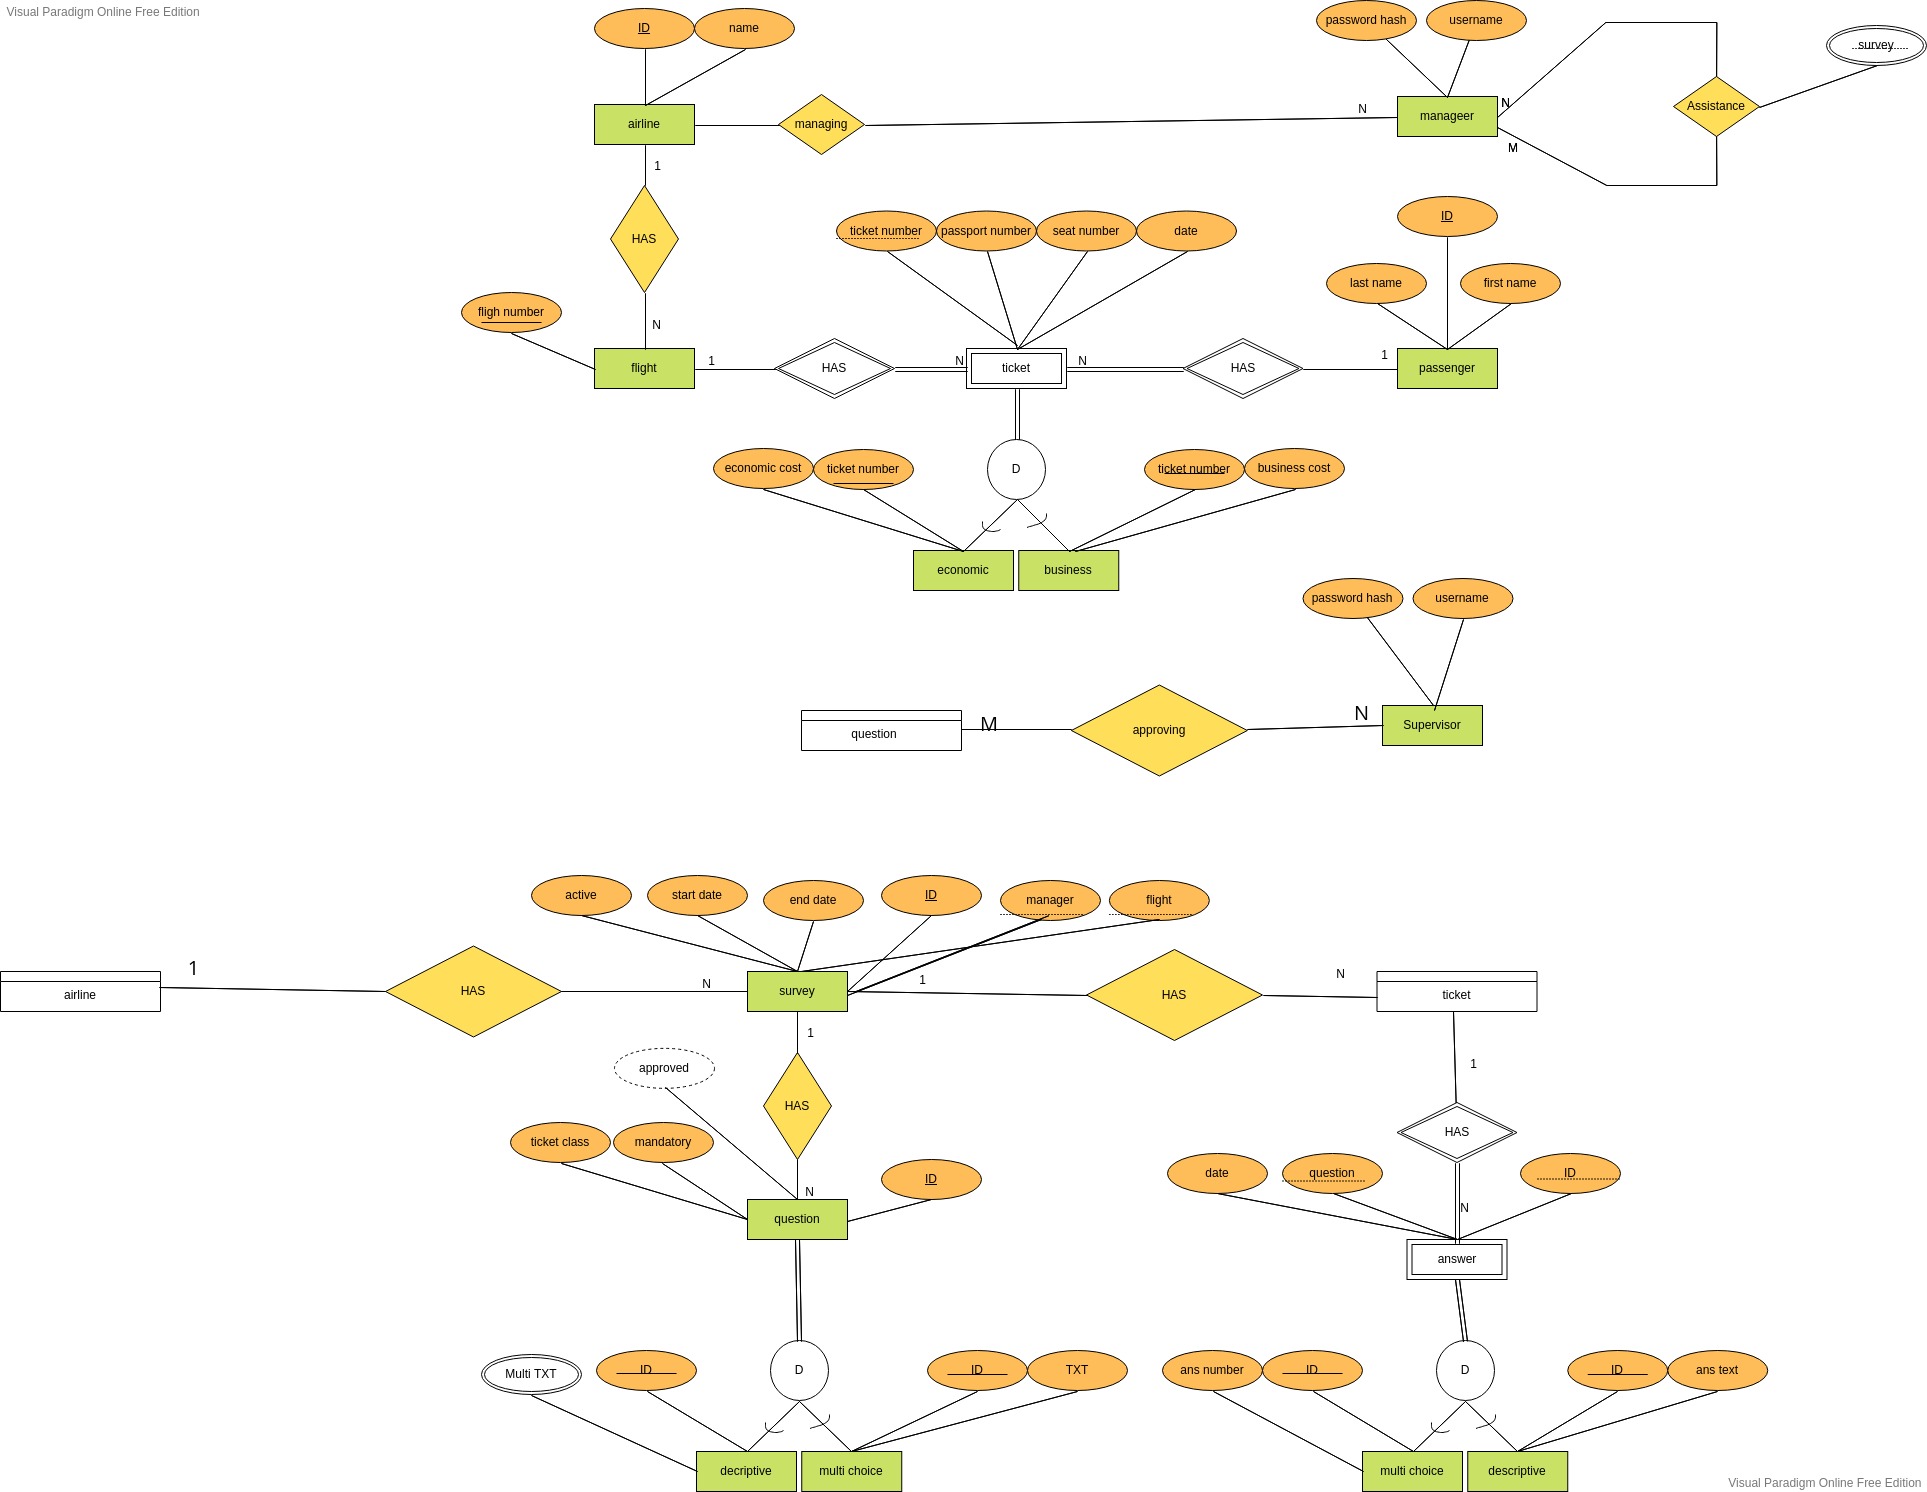 Visual Paradigm Online Free Edition
ID
name
password hash
username
survey
airline
managing
N
manageer
N
Assistance
M
1
HAS
ID
ticket number
passport number
seat number
date
last name
first name
fligh number
N
flight
1
HAS
N
ticket
N
HAS
1
passenger
economic cost
ticket number
D
ticket number
business cost
economic
business
password hash
username
question
M
approving
N
Supervisor
active
start date
end date
ID
manager
flight
airline
1
HAS
N
survey
1
HAS
N
ticket
1
approved
HAS
1
HAS
ticket class
mandatory
ID
date
question
ID
N
question
N
answer
Multi TXT
ID
D
ID
TXT
ans number
ID
D
ID
ans text
decriptive
multi choice
multi choice
descriptive
Visual Paradigm Online Free Edition